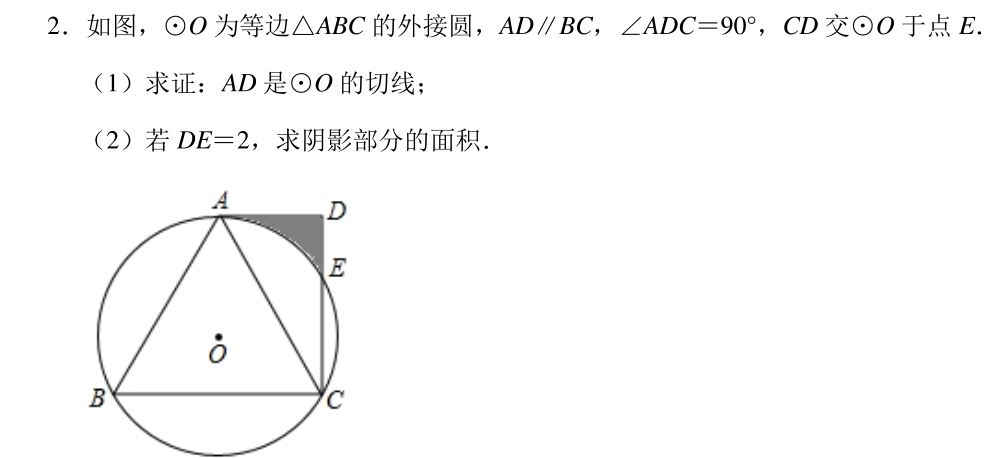 2．如图，⊙O 为等边△ABC 的外接圆，AD∥BC，∠ADC＝90°，CD 交⊙O 于点 E．
（1）求证：AD 是⊙O 的切线；
（2）若 DE＝2，求阴影部分的面积．
A
D
E
O
B
C